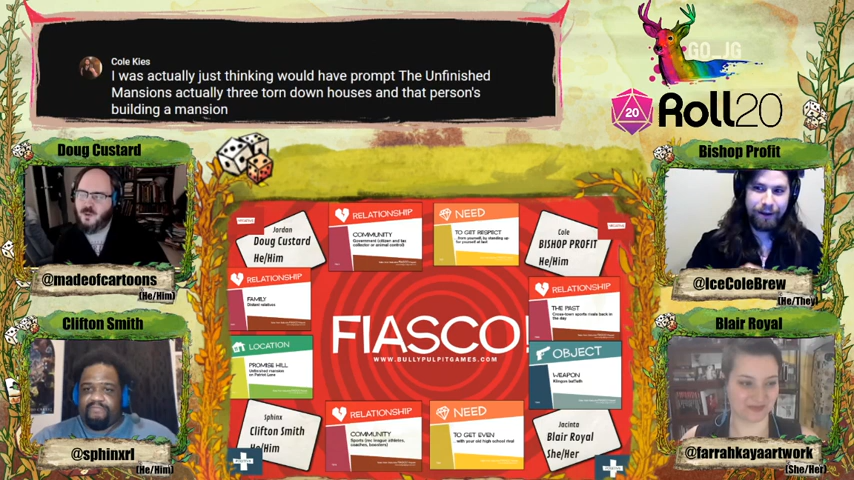 Cole Kies
I was actually just thinking would have prompt The Unfinished
Mansions actually three torn down houses and that person's
building a mansion
GO_JG
20
Roll20
Doug Custard
@madeofcartoons
(He/Him)
Clifton Smith
@sphinxrl
(He/Him)
Bishop Profit
@IceColeBrew
(He/They)
Blair Royal
@farrahkayaartwork
(She/Her)
Jordan
Doug Custard
He/Him
RELATIONSHIP
COMMUNITY
Government (citizen and tax
collector or animal control)
NEED
TO GET RESPECT
...from yourself, by standing up
for yourself at last
Cole
BISHOP PROFIT
He/Him
RELATIONSHIP
FAMILY
Distant relatives
RELATIONSHIP
THE PAST
Cross-town sports rivals back in
the day
FIASCO!
WWW.BULLYPULPITGAMES.COM
LOCATION
PROMISE HILL
Unfinished mansion
on Patriot Lane
OBJECT
WEAPON
Klingon bat'leth
Sphinx
Clifton Smith
He/Him
RELATIONSHIP
COMMUNITY
Sports (rec league athletes,
coaches, boosters)
NEED
TO GET EVEN
...with your old high school rival
Jacinta
Blair Royal
She/Her